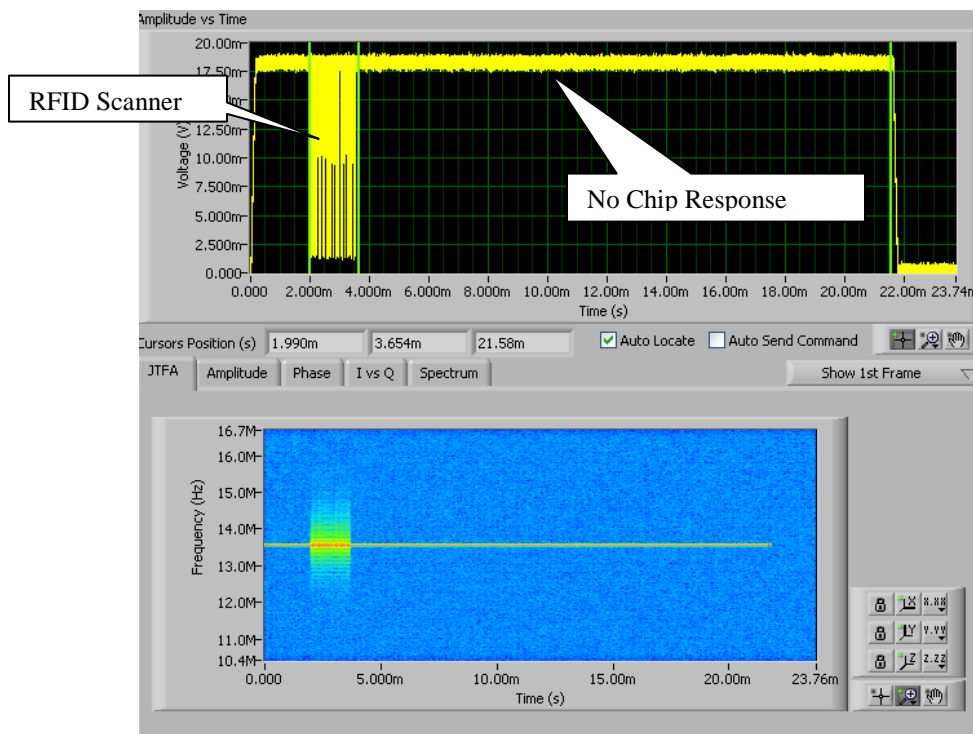 Amplitude vs Time
20.00m
17.50m
RFID Scanner
12.50m
10.00m
7.500m
5.000m
2.500m
0.000
Voltage (V)
No Chip Response
0.000 2.000m 4.000m 6.000m 8.000m 10.00m 12.00m 14.00m 16.00m 18.00m 20.00m 22.00m 23.74m
Time (s)
Cursors Position (s) 1.990m 3.654m 21.58m Auto Locate Auto Send Command
JTFA Amplitude Phase I vs Q Spectrum Show 1st Frame
16.7M
16.0M
15.0M
14.0M
13.0M
12.0M
11.0M
10.4M
Frequency (Hz)
0.000 5.000m 10.00m 15.00m 20.00m 23.76m
Time (s)
X X.XX
Y Y.YY
Z Z.ZZ